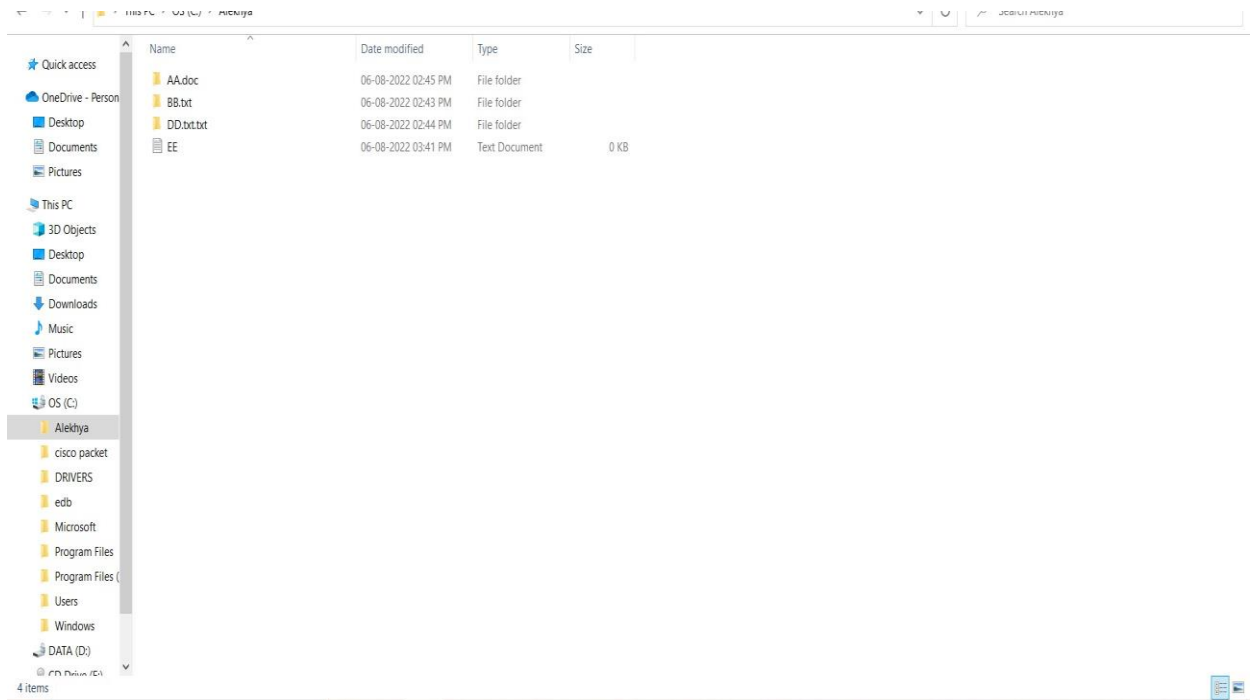 This PC > OS (C:) > Alekhya
Search Alekhya
Name Date modified Type Size
AA.doc 06-08-2022 02:45 PM File folder
BB.txt 06-08-2022 02:43 PM File folder
DD.txt.txt 06-08-2022 02:44 PM File folder
EE 06-08-2022 03:41 PM Text Document 0 KB
Quick access
OneDrive - Person
Desktop
Documents
Pictures
This PC
3D Objects
Desktop
Documents
Downloads
Music
Pictures
Videos
OS (C:)
Alekhya
cisco packet
DRIVERS
edb
Microsoft
Program Files
Program Files (
Users
Windows
DATA (D:)
CD Drive (E:)
4 items